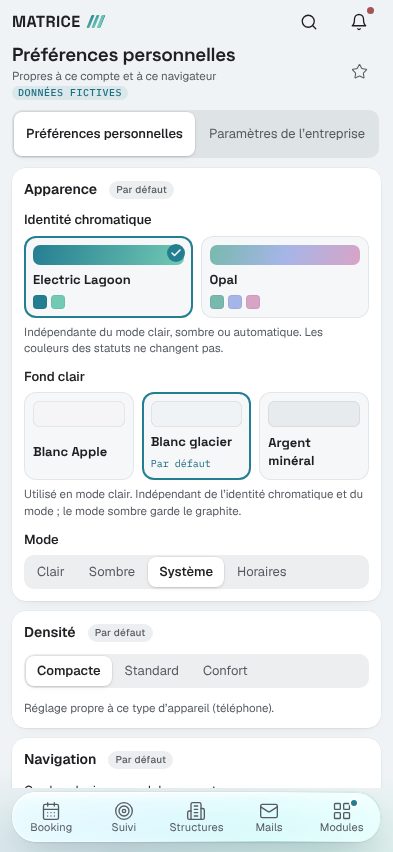 MATRICE
Préférences personnelles
Propres à ce compte et à ce navigateur
DONNÉES FICTIVES
Préférences personnelles
Paramètres de l'entreprise
Apparence
Par défaut
Identité chromatique
Electric Lagoon
Opal
Indépendante du mode clair, sombre ou automatique. Les
couleurs des statuts ne changent pas.
Fond clair
Blanc Apple
Blanc glacier
Par défaut
Argent
minéral
Utilisé en mode clair. Indépendant de l'identité chromatique et du
mode ; le mode sombre garde le graphite.
Mode
Clair
Sombre
Système
Horaires
Densité
Par défaut
Compacte
Standard
Confort
Réglage propre à ce type d'appareil (téléphone).
Navigation
Par défaut
Booking
Suivi
Structures
Mails
Modules